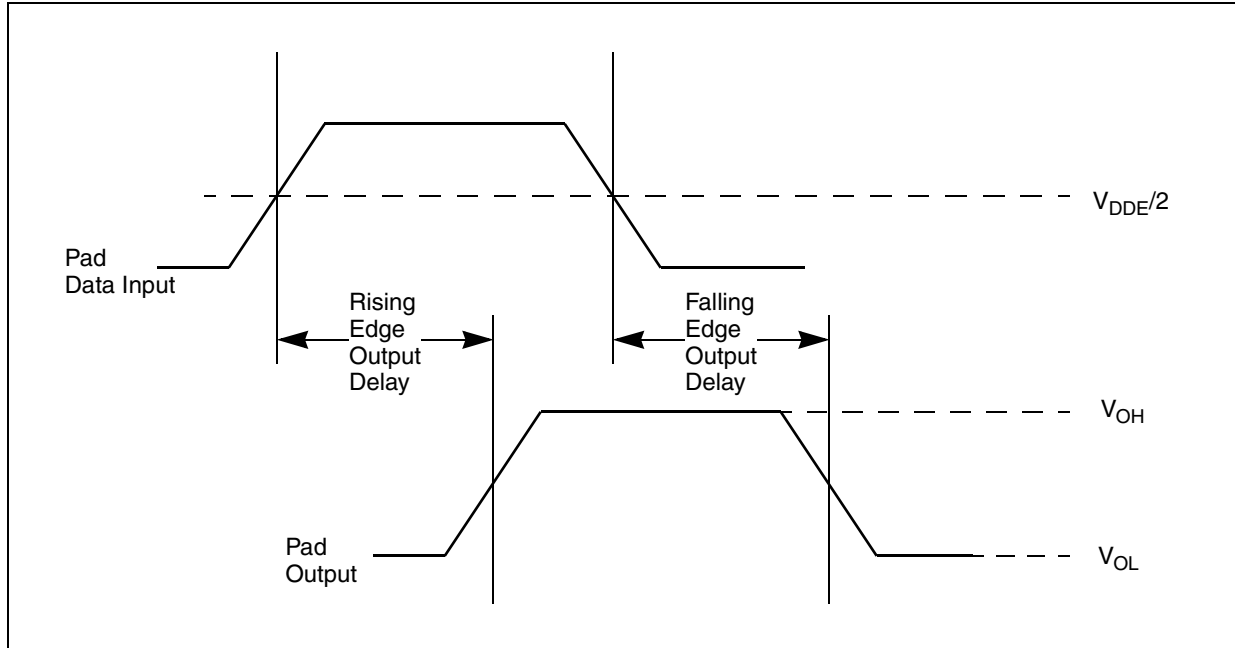 V_DDE/2
Pad
Data Input
Rising
Edge
Output
Delay
Falling
Edge
Output
Delay
V_OH
Pad
Output
V_OL